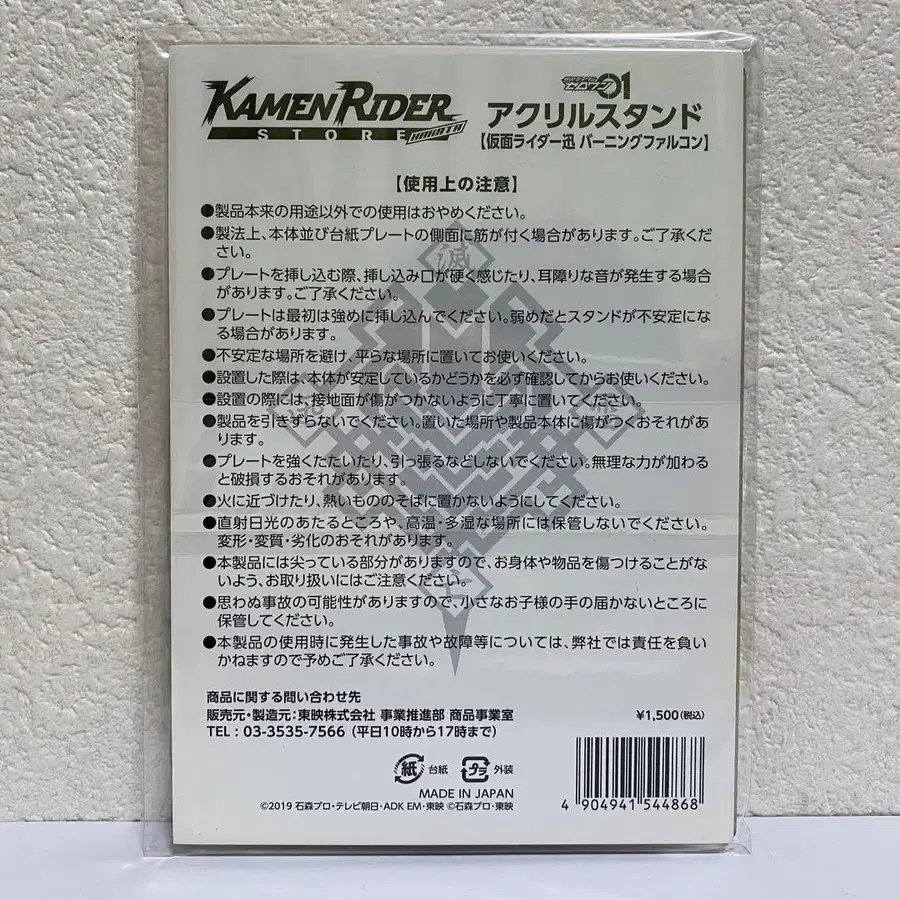 KAMEN RIDER
STORE HAKATA
ゼロワン01
アクリルスタンド
【仮面ライダー迅 バーニングファルコン】
【使用上の注意】
●製品本来の用途以外での使用はおやめください。
●製法上、本体並び台紙プレートの側面に筋が付く場合があります。ご了承くだ
さい。
●プレートを挿し込む際、挿し込み口が硬く感じたり、耳障りな音が発生する場合
があります。ご了承ください。
●プレートは最初は強めに挿し込んでください。弱めだとスタンドが不安定にな
る場合があります。
●不安定な場所を避け、平らな場所に置いてお使いください。
●設置した際は、本体が安定しているかどうかを必ず確認してからお使いください。
●設置の際には、接地面が傷がつかないように丁寧に置いてください。
●製品を引きずらないでください。置いた場所や製品本体に傷がつくおそれがあり
ます。
●プレートを強くたたいたり、引っ張るなどしないでください。無理な力が加わる
と破損するおそれがあります。
●火に近づけたり、熱いもののそばに置かないようにしてください。
●直射日光のあたるところや、高温・多湿な場所には保管しないでください。
変形・変質・劣化のおそれがあります。
●本製品には尖っている部分がありますので、お身体や物品を傷つけることがな
いよう、お取り扱いにはご注意ください。
●思わぬ事故の可能性がありますので、小さなお子様の手の届かないところに
保管してください。
●本製品の使用時に発生した事故や故障等については、弊社では責任を負い
かねますので予めご了承ください。
商品に関する問い合わせ先
販売元・製造元：東映株式会社 事業推進部 商品事業室
TEL : 03-3535-7566 (平日10時から17時まで)
¥1,500(税込)
紙 台紙 プラ 外装
MADE IN JAPAN
©2019 石森プロ・テレビ朝日・ADK EM・東映 ©石森プロ・東映
4 904941 544868